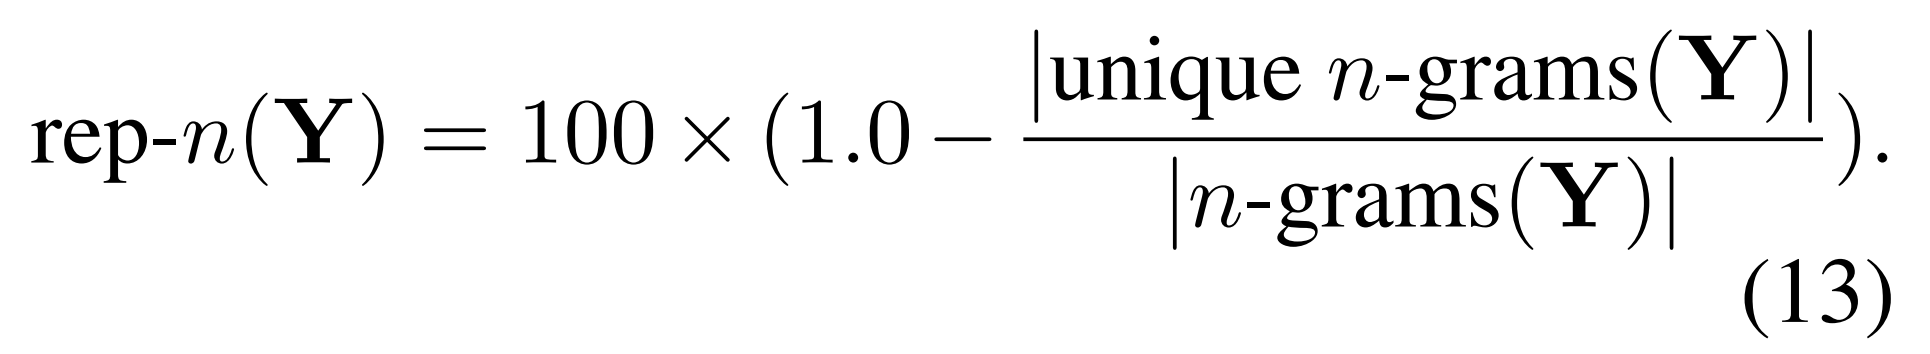 rep-n(Y) = 100 × (1.0 − |unique n-grams(Y)| / |n-grams(Y)|).
(13)